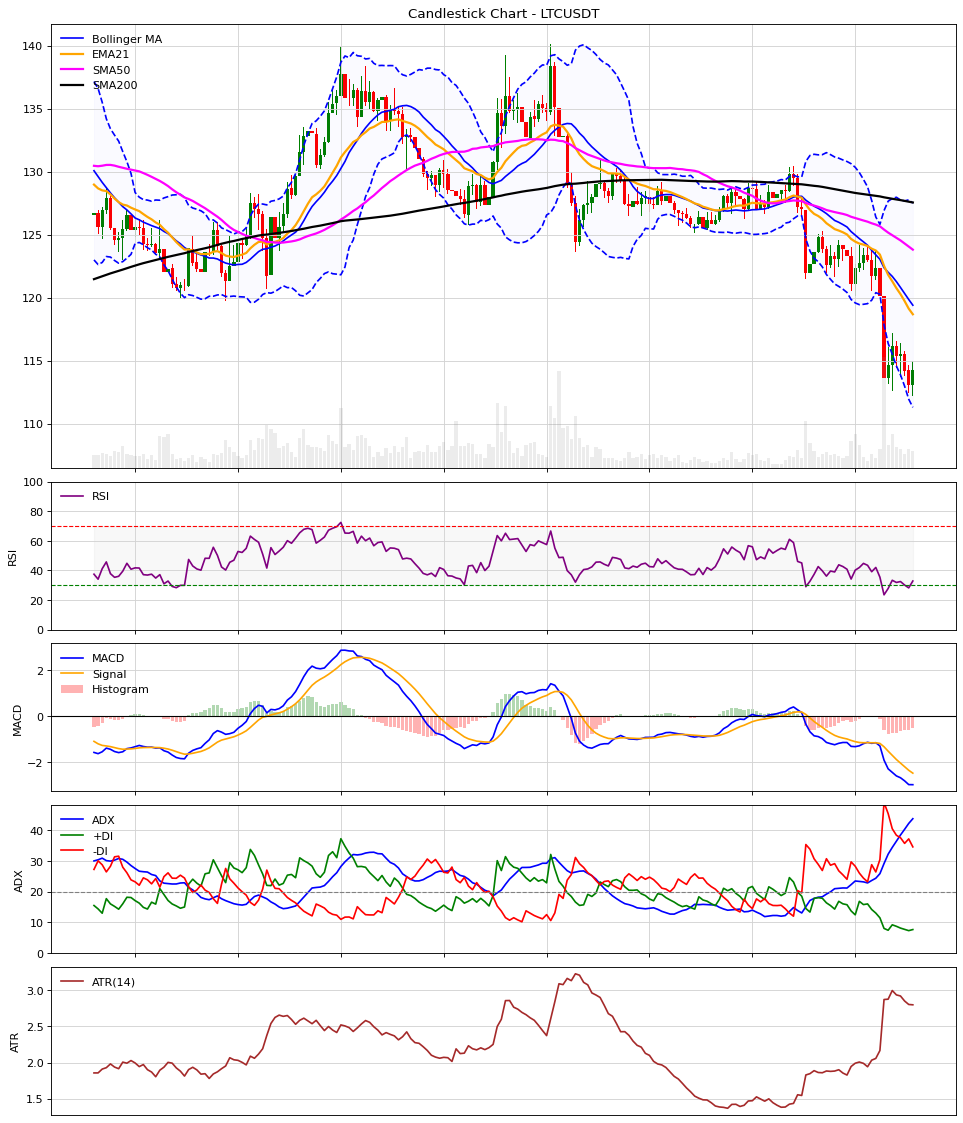 Candlestick Chart - LTCUSDT
Bollinger MA
EMA21
SMA50
SMA200
140
135
130
125
120
115
110
RSI
100
80
60
40
20
0
RSI
MACD
Signal
Histogram
2
0
−2
MACD
ADX
+DI
-DI
40
30
20
10
0
ADX
ATR(14)
3.0
2.5
2.0
1.5
ATR